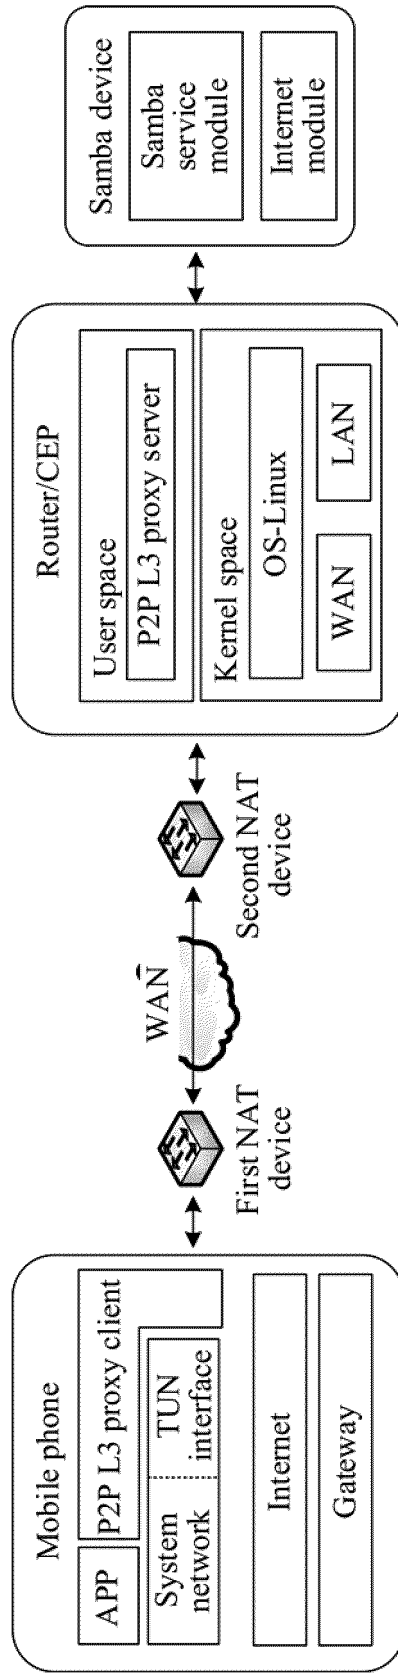 Mobile phone
APP
P2P L3 proxy client
System
network
TUN
interface
Internet
Gateway
First NAT
device
WAN
Second NAT
device
Router/CEP
User space
P2P L3 proxy server
Kernel space
OS-Linux
WAN
LAN
Samba device
Samba
service
module
Internet
module